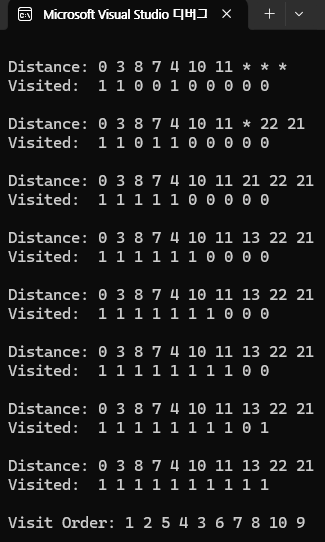 Microsoft Visual Studio 디버그
Distance: 0 3 8 7 4 10 11 * * *
Visited: 1 1 0 0 1 0 0 0 0 0
Distance: 0 3 8 7 4 10 11 * 22 21
Visited: 1 1 0 1 1 0 0 0 0 0
Distance: 0 3 8 7 4 10 11 21 22 21
Visited: 1 1 1 1 1 0 0 0 0 0
Distance: 0 3 8 7 4 10 11 13 22 21
Visited: 1 1 1 1 1 1 0 0 0 0
Distance: 0 3 8 7 4 10 11 13 22 21
Visited: 1 1 1 1 1 1 1 0 0 0
Distance: 0 3 8 7 4 10 11 13 22 21
Visited: 1 1 1 1 1 1 1 1 0 0
Distance: 0 3 8 7 4 10 11 13 22 21
Visited: 1 1 1 1 1 1 1 1 0 1
Distance: 0 3 8 7 4 10 11 13 22 21
Visited: 1 1 1 1 1 1 1 1 1 1
Visit Order: 1 2 5 4 3 6 7 8 10 9